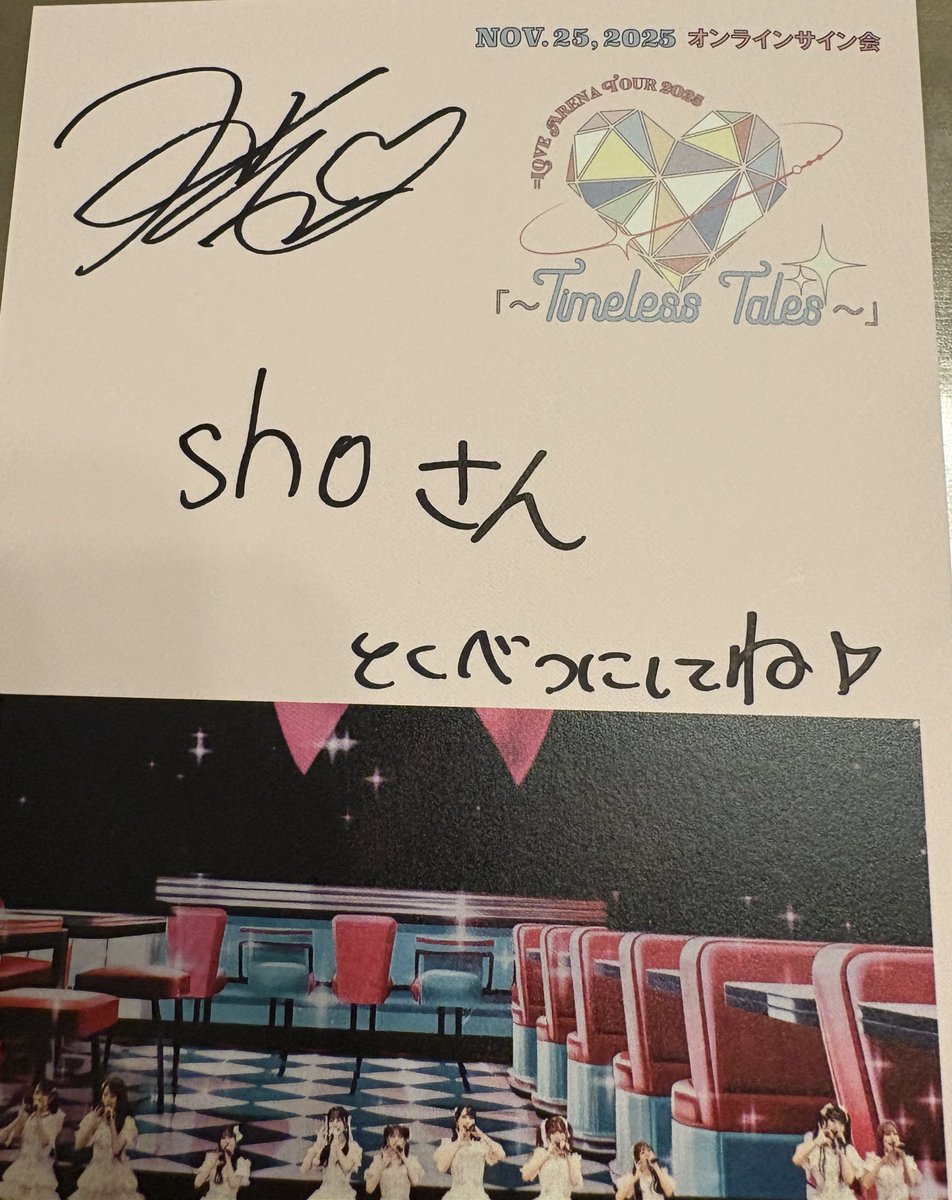 NOV. 25, 2025 オンラインサイン会
=LOVE ARENA TOUR 2025
「～Timeless Tales～」
sho さん
とくべつにしてね